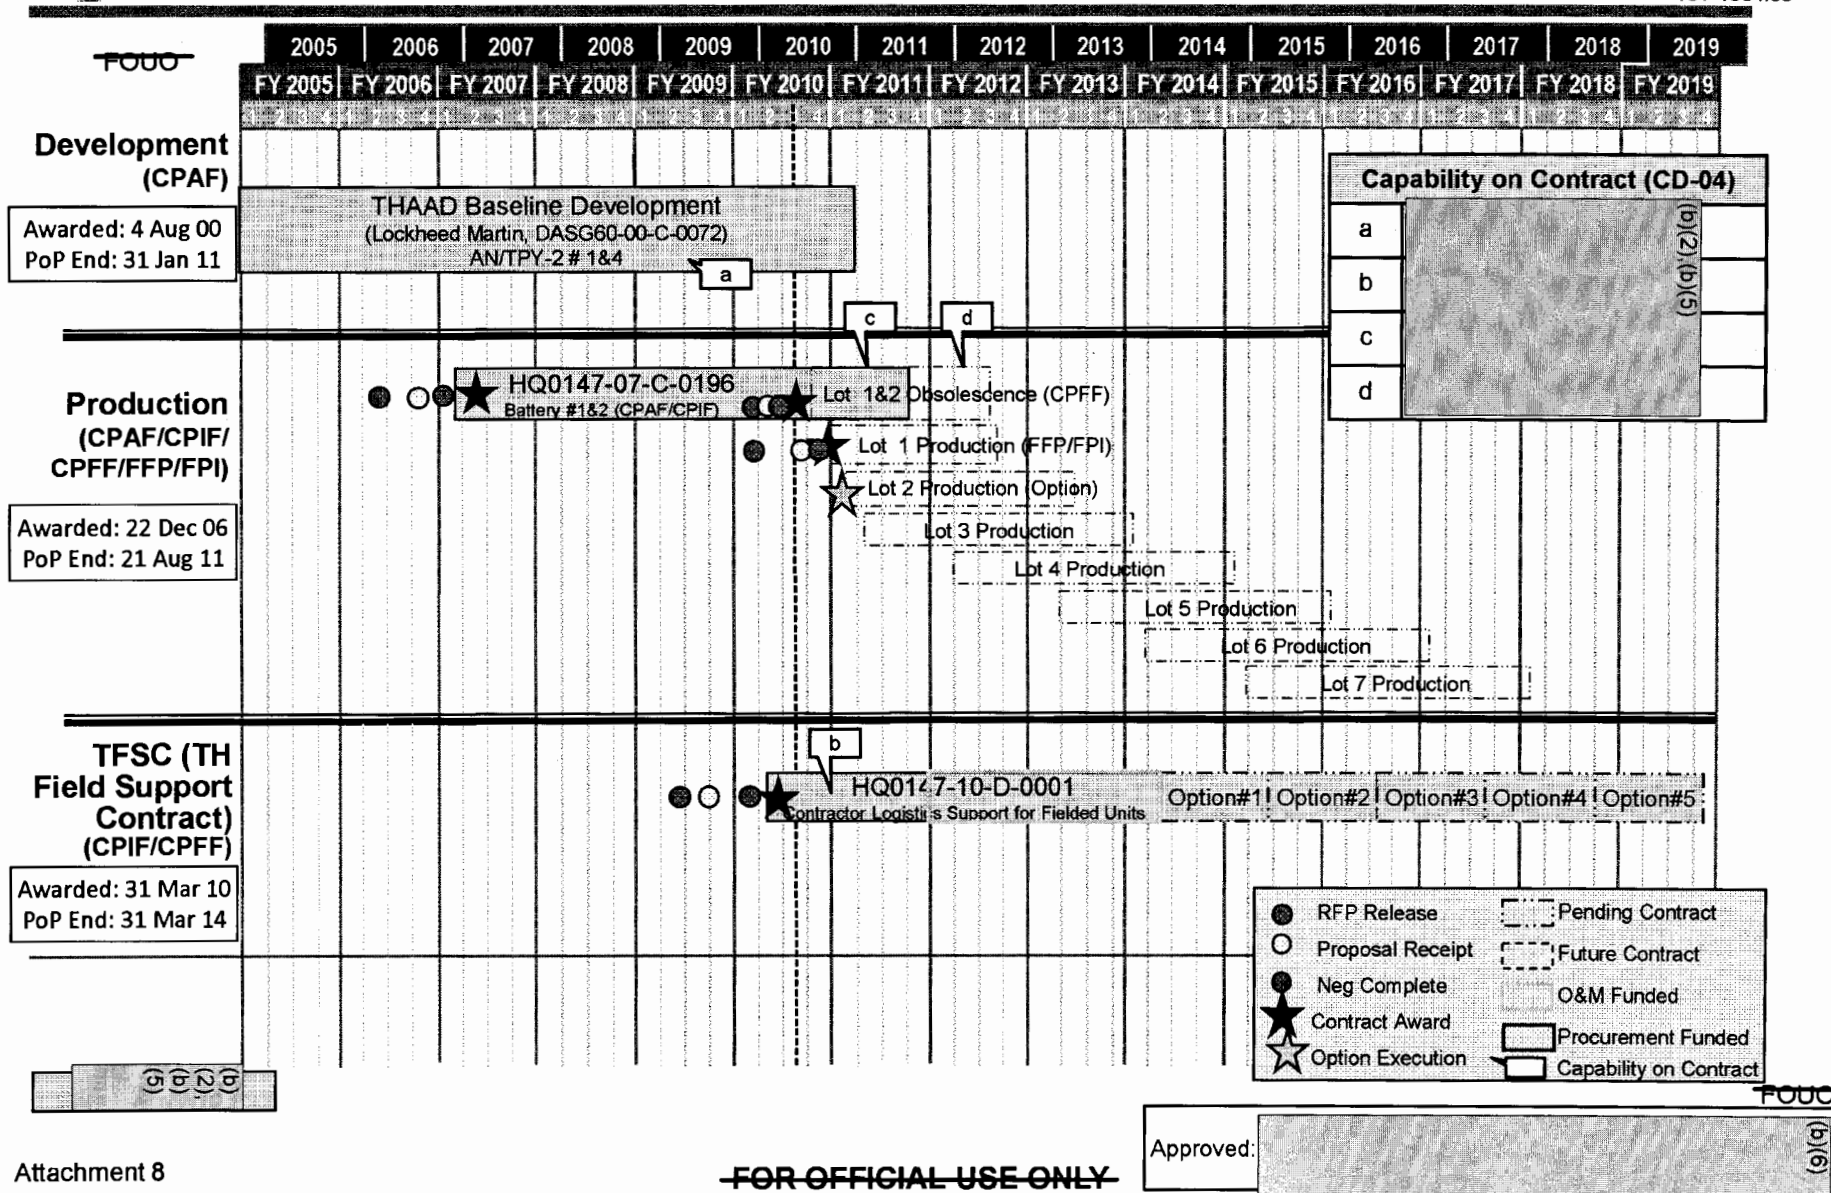 FOUO
2005 2006 2007 2008 2009 2010 2011 2012 2013 2014 2015 2016 2017 2018 2019
FY 2005 FY 2006 FY 2007 FY 2008 FY 2009 FY 2010 FY 2011 FY 2012 FY 2013 FY 2014 FY 2015 FY 2016 FY 2017 FY 2018 FY 2019
Development
(CPAF)
Awarded: 4 Aug 00
PoP End: 31 Jan 11
THAAD Baseline Development
(Lockheed Martin, DASG60-00-C-0072)
AN/TPY-2 # 1&4
a
Capability on Contract (CD-04)
a
b
c
d
(b)(2),(b)(5)
c
d
Production
(CPAF/CPIF/
CPFF/FFP/FPI)
Awarded: 22 Dec 06
PoP End: 21 Aug 11
HQ0147-07-C-0196
Battery #1&2 (CPAF/CPIF)
Lot 1&2 Obsolescence (CPFF)
Lot 1 Production (FFP/FPI)
Lot 2 Production (Option)
Lot 3 Production
Lot 4 Production
Lot 5 Production
Lot 6 Production
Lot 7 Production
TFSC (TH
Field Support
Contract)
(CPIF/CPFF)
Awarded: 31 Mar 10
PoP End: 31 Mar 14
b
HQ0147-10-D-0001
Contractor Logistics Support for Fielded Units
Option#1 Option#2 Option#3 Option#4 Option#5
RFP Release
Proposal Receipt
Neg Complete
Contract Award
Option Execution
Pending Contract
Future Contract
O&M Funded
Procurement Funded
Capability on Contract
(b)(2),(b)(5)
FOUO
Approved:
(b)(6)
Attachment 8
FOR OFFICIAL USE ONLY